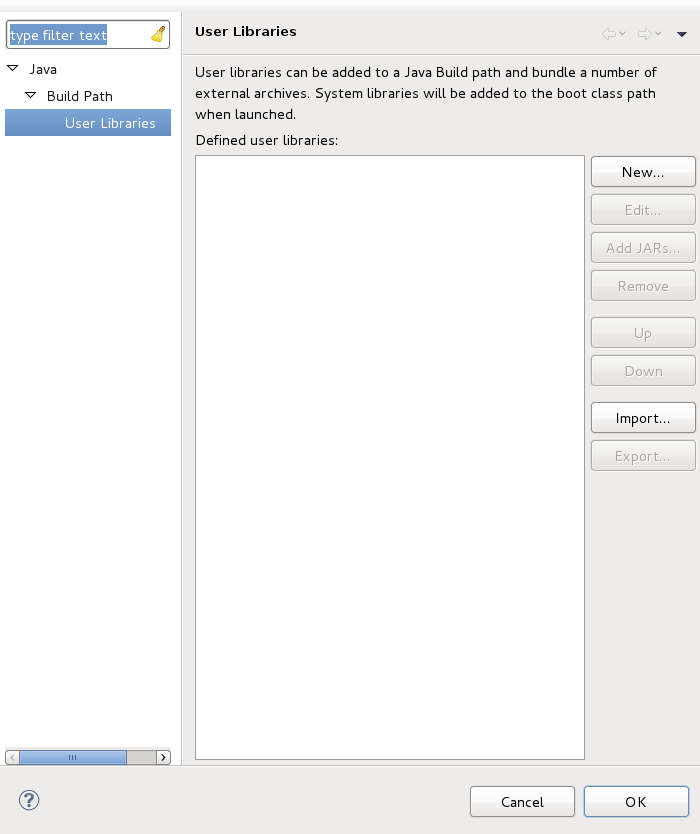 type filter text
Java
Build Path
User Libraries
User Libraries
User libraries can be added to a Java Build path and bundle a number of
external archives. System libraries will be added to the boot class path
when launched.
Defined user libraries:
New...
Edit...
Add JARs...
Remove
Up
Down
Import...
Export...
?
Cancel
OK